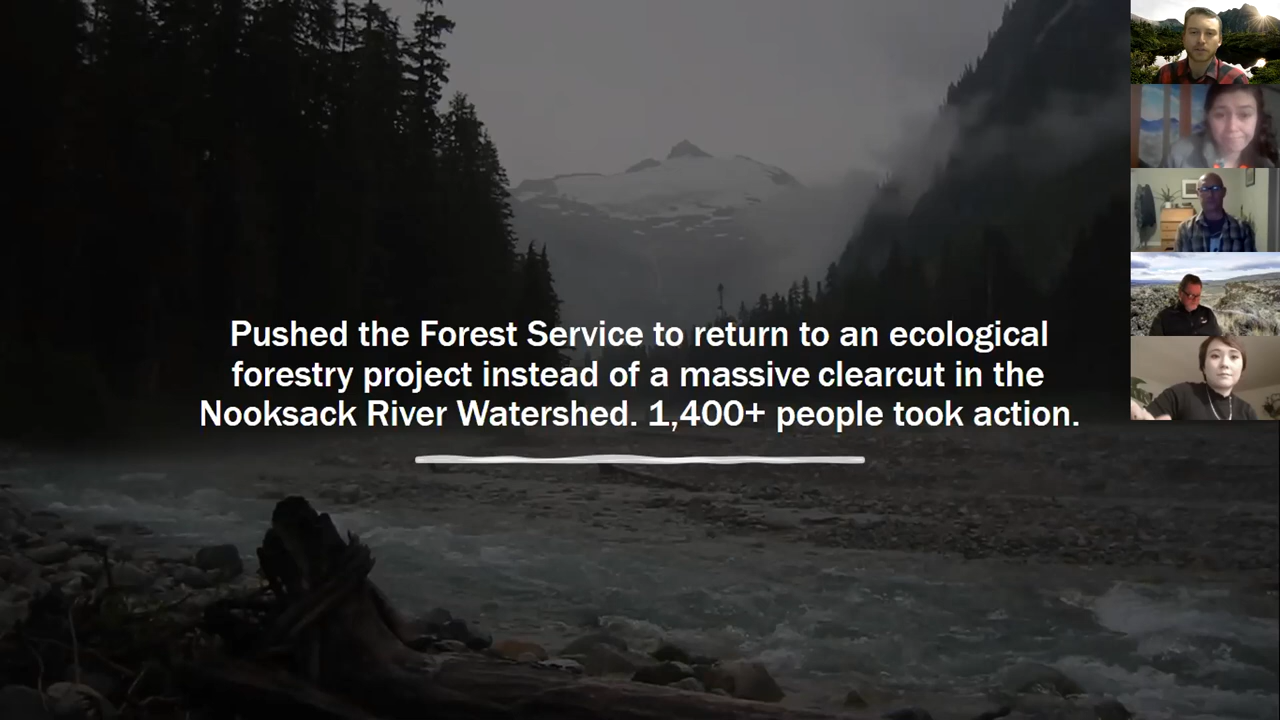 Pushed the Forest Service to return to an ecological
forestry project instead of a massive clearcut in the
Nooksack River Watershed. 1,400+ people took action.